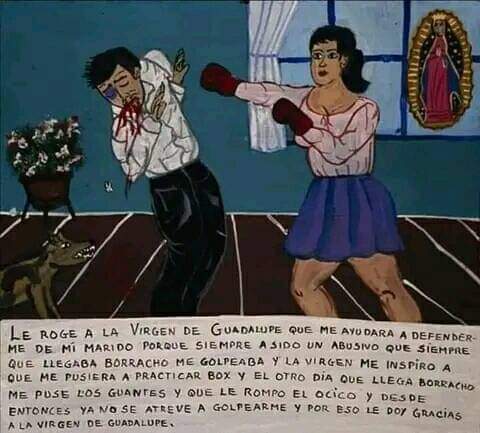 LE ROGE A LA VIRGEN DE GUADALUPE QUE ME AYUDARA A DEFENDER-
ME DE MI MARIDO PORQUE SIEMPRE A SIDO UN ABUSIVO QUE SIEMPRE
QUE LLEGABA BORRACHO ME GOLPEABA Y LA VIRGEN ME INSPIRO A
QUE ME PUSIERA A PRACTICAR BOX Y EL OTRO DÍA QUE LLEGA BORRACHO
ME PUSE LOS GUANTES Y QUE LE ROMPO EL OCICO Y DESDE
ENTONCES YA NO SE ATREVE A GOLPEARME Y POR ESO LE DOY GRACIAS
A LA VIRGEN DE GUADALUPE.